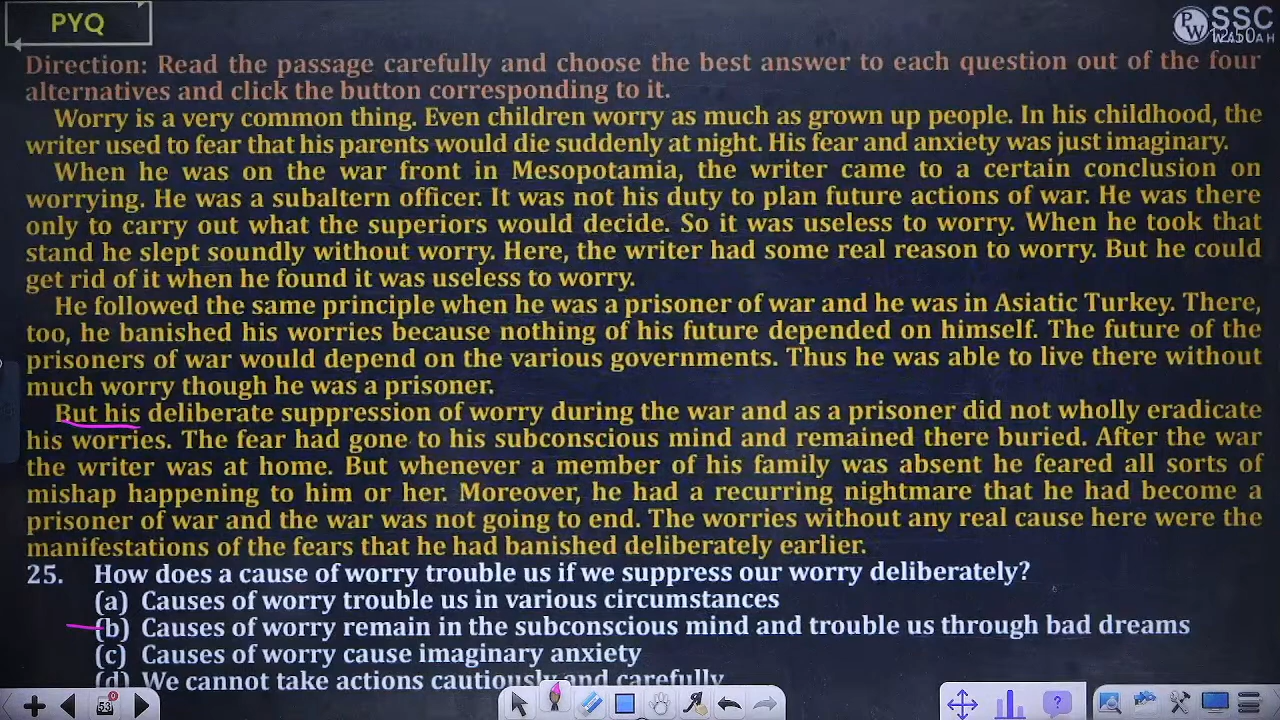 PYQ
PW SSC
12:50
Direction: Read the passage carefully and choose the best answer to each question out of the four
alternatives and click the button corresponding to it.
Worry is a very common thing. Even children worry as much as grown up people. In his childhood, the
writer used to fear that his parents would die suddenly at night. His fear and anxiety was just imaginary.
When he was on the war front in Mesopotamia, the writer came to a certain conclusion on
worrying. He was a subaltern officer. It was not his duty to plan future actions of war. He was there
only to carry out what the superiors would decide. So it was useless to worry. When he took that
stand he slept soundly without worry. Here, the writer had some real reason to worry. But he could
get rid of it when he found it was useless to worry.
He followed the same principle when he was a prisoner of war and he was in Asiatic Turkey. There,
too, he banished his worries because nothing of his future depended on himself. The future of the
prisoners of war would depend on the various governments. Thus he was able to live there without
much worry though he was a prisoner.
But his deliberate suppression of worry during the war and as a prisoner did not wholly eradicate
his worries. The fear had gone to his subconscious mind and remained there buried. After the war
the writer was at home. But whenever a member of his family was absent he feared all sorts of
mishap happening to him or her. Moreover, he had a recurring nightmare that he had become a
prisoner of war and the war was not going to end. The worries without any real cause here were the
manifestations of the fears that he had banished deliberately earlier.
25. How does a cause of worry trouble us if we suppress our worry deliberately?
(a) Causes of worry trouble us in various circumstances
(b) Causes of worry remain in the subconscious mind and trouble us through bad dreams
(c) Causes of worry cause imaginary anxiety
(d) We cannot take actions cautiously and carefully
53 0